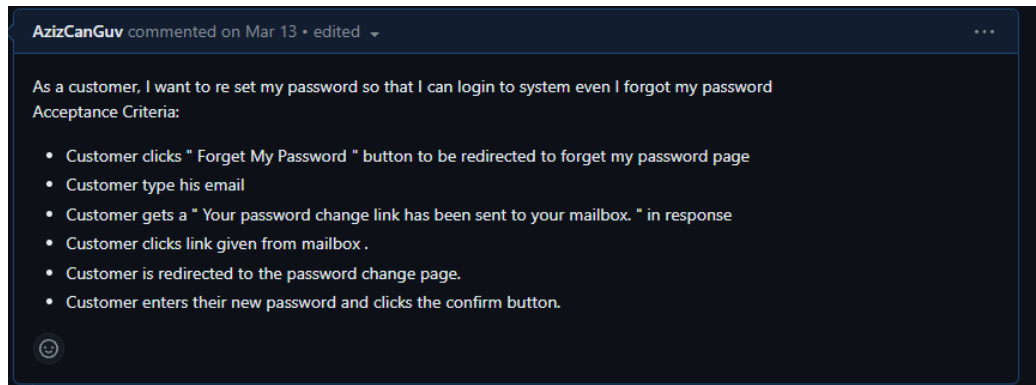 AzizCanGuv commented on Mar 13 • edited
As a customer, I want to re set my password so that I can login to system even I forgot my password
Acceptance Criteria:
• Customer clicks " Forget My Password " button to be redirected to forget my password page
• Customer type his email
• Customer gets a " Your password change link has been sent to your mailbox. " in response
• Customer clicks link given from mailbox .
• Customer is redirected to the password change page.
• Customer enters their new password and clicks the confirm button.